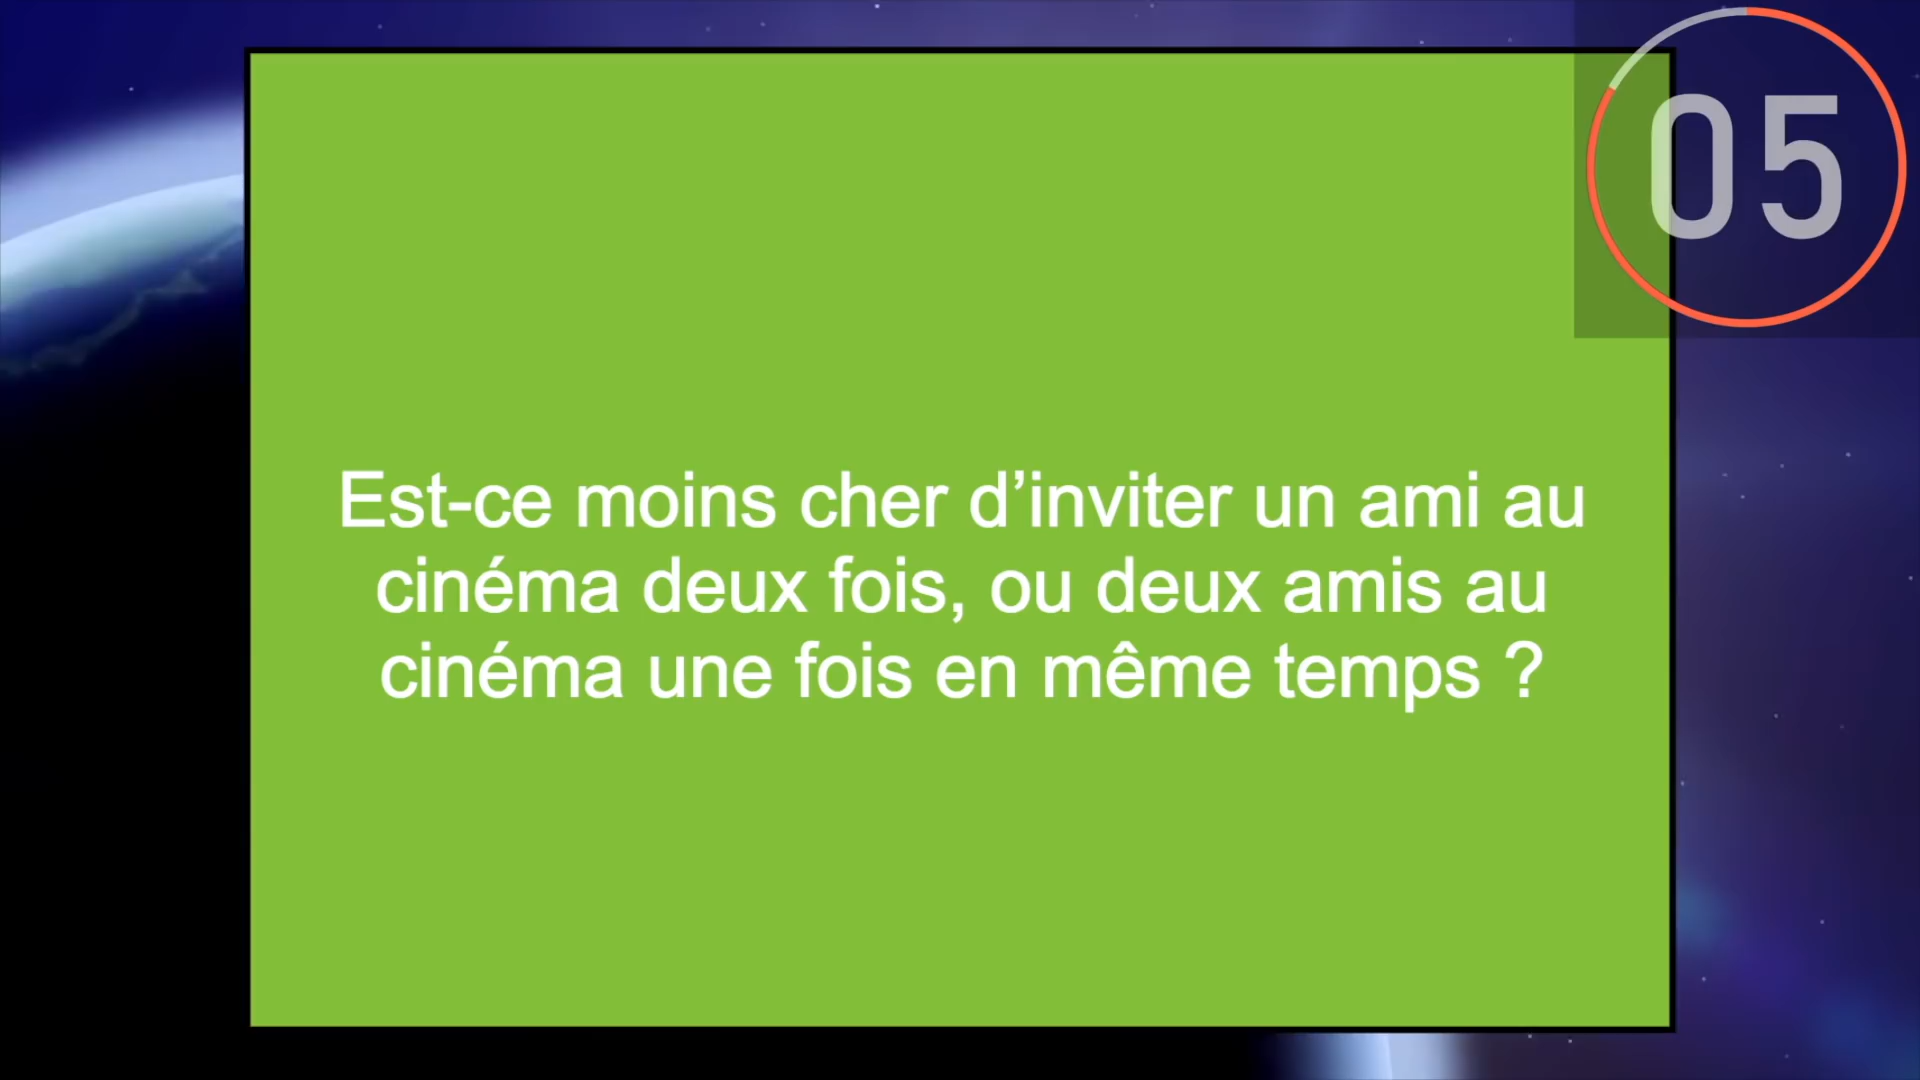 05
Est-ce moins cher d’inviter un ami au
cinéma deux fois, ou deux amis au
cinéma une fois en même temps ?